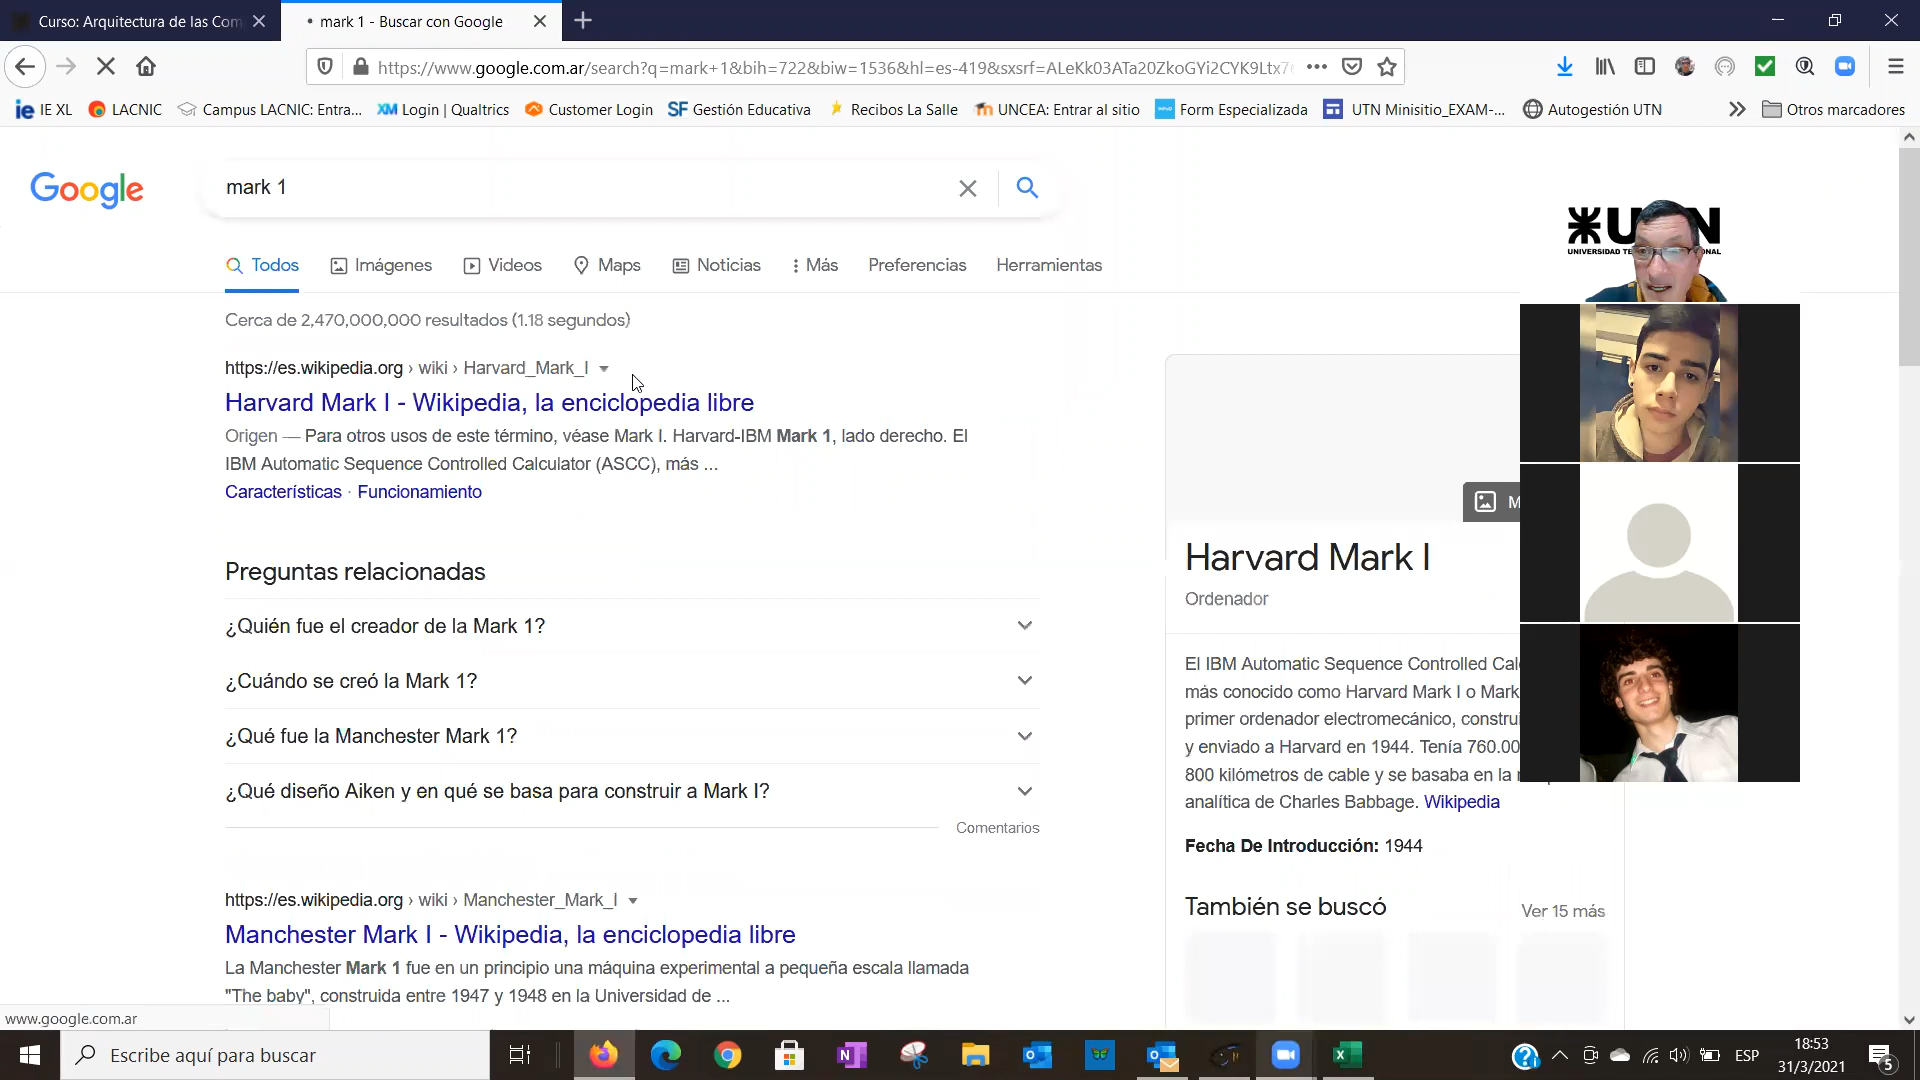 Curso: Arquitectura de las Com
mark 1 - Buscar con Google
https://www.google.com.ar/search?q=mark+1&bih=722&biw=1536&hl=es-419&sxsrf=ALeKk03ATa20ZkoGYi2CYK9Ltx7
IE XL
LACNIC
Campus LACNIC: Entra...
XM Login | Qualtrics
Customer Login
SF Gestión Educativa
Recibos La Salle
UNCEA: Entrar al sitio
Form Especializada
UTN Minisitio_EXAM-...
Autogestión UTN
Otros marcadores
Google
mark 1
Todos
Imágenes
Videos
Maps
Noticias
Más
Preferencias
Herramientas
Cerca de 2,470,000,000 resultados (1.18 segundos)
https://es.wikipedia.org › wiki › Harvard_Mark_I
Harvard Mark I - Wikipedia, la enciclopedia libre
Origen — Para otros usos de este término, véase Mark I. Harvard-IBM Mark 1, lado derecho. El
IBM Automatic Sequence Controlled Calculator (ASCC), más ...
Características · Funcionamiento
Preguntas relacionadas
¿Quién fue el creador de la Mark 1?
¿Cuándo se creó la Mark 1?
¿Qué fue la Manchester Mark 1?
¿Qué diseño Aiken y en qué se basa para construir a Mark I?
Comentarios
https://es.wikipedia.org › wiki › Manchester_Mark_I
Manchester Mark I - Wikipedia, la enciclopedia libre
La Manchester Mark 1 fue en un principio una máquina experimental a pequeña escala llamada
"The baby", construida entre 1947 y 1948 en la Universidad de ...
M
Harvard Mark I
Ordenador
El IBM Automatic Sequence Controlled Cal
más conocido como Harvard Mark I o Mark
primer ordenador electromecánico, constru
y enviado a Harvard en 1944. Tenía 760.00
800 kilómetros de cable y se basaba en la
analítica de Charles Babbage. Wikipedia
Fecha De Introducción: 1944
También se buscó
Ver 15 más
UNIVERSIDAD
www.google.com.ar
Escribe aquí para buscar
ESP
18:53
31/3/2021
5